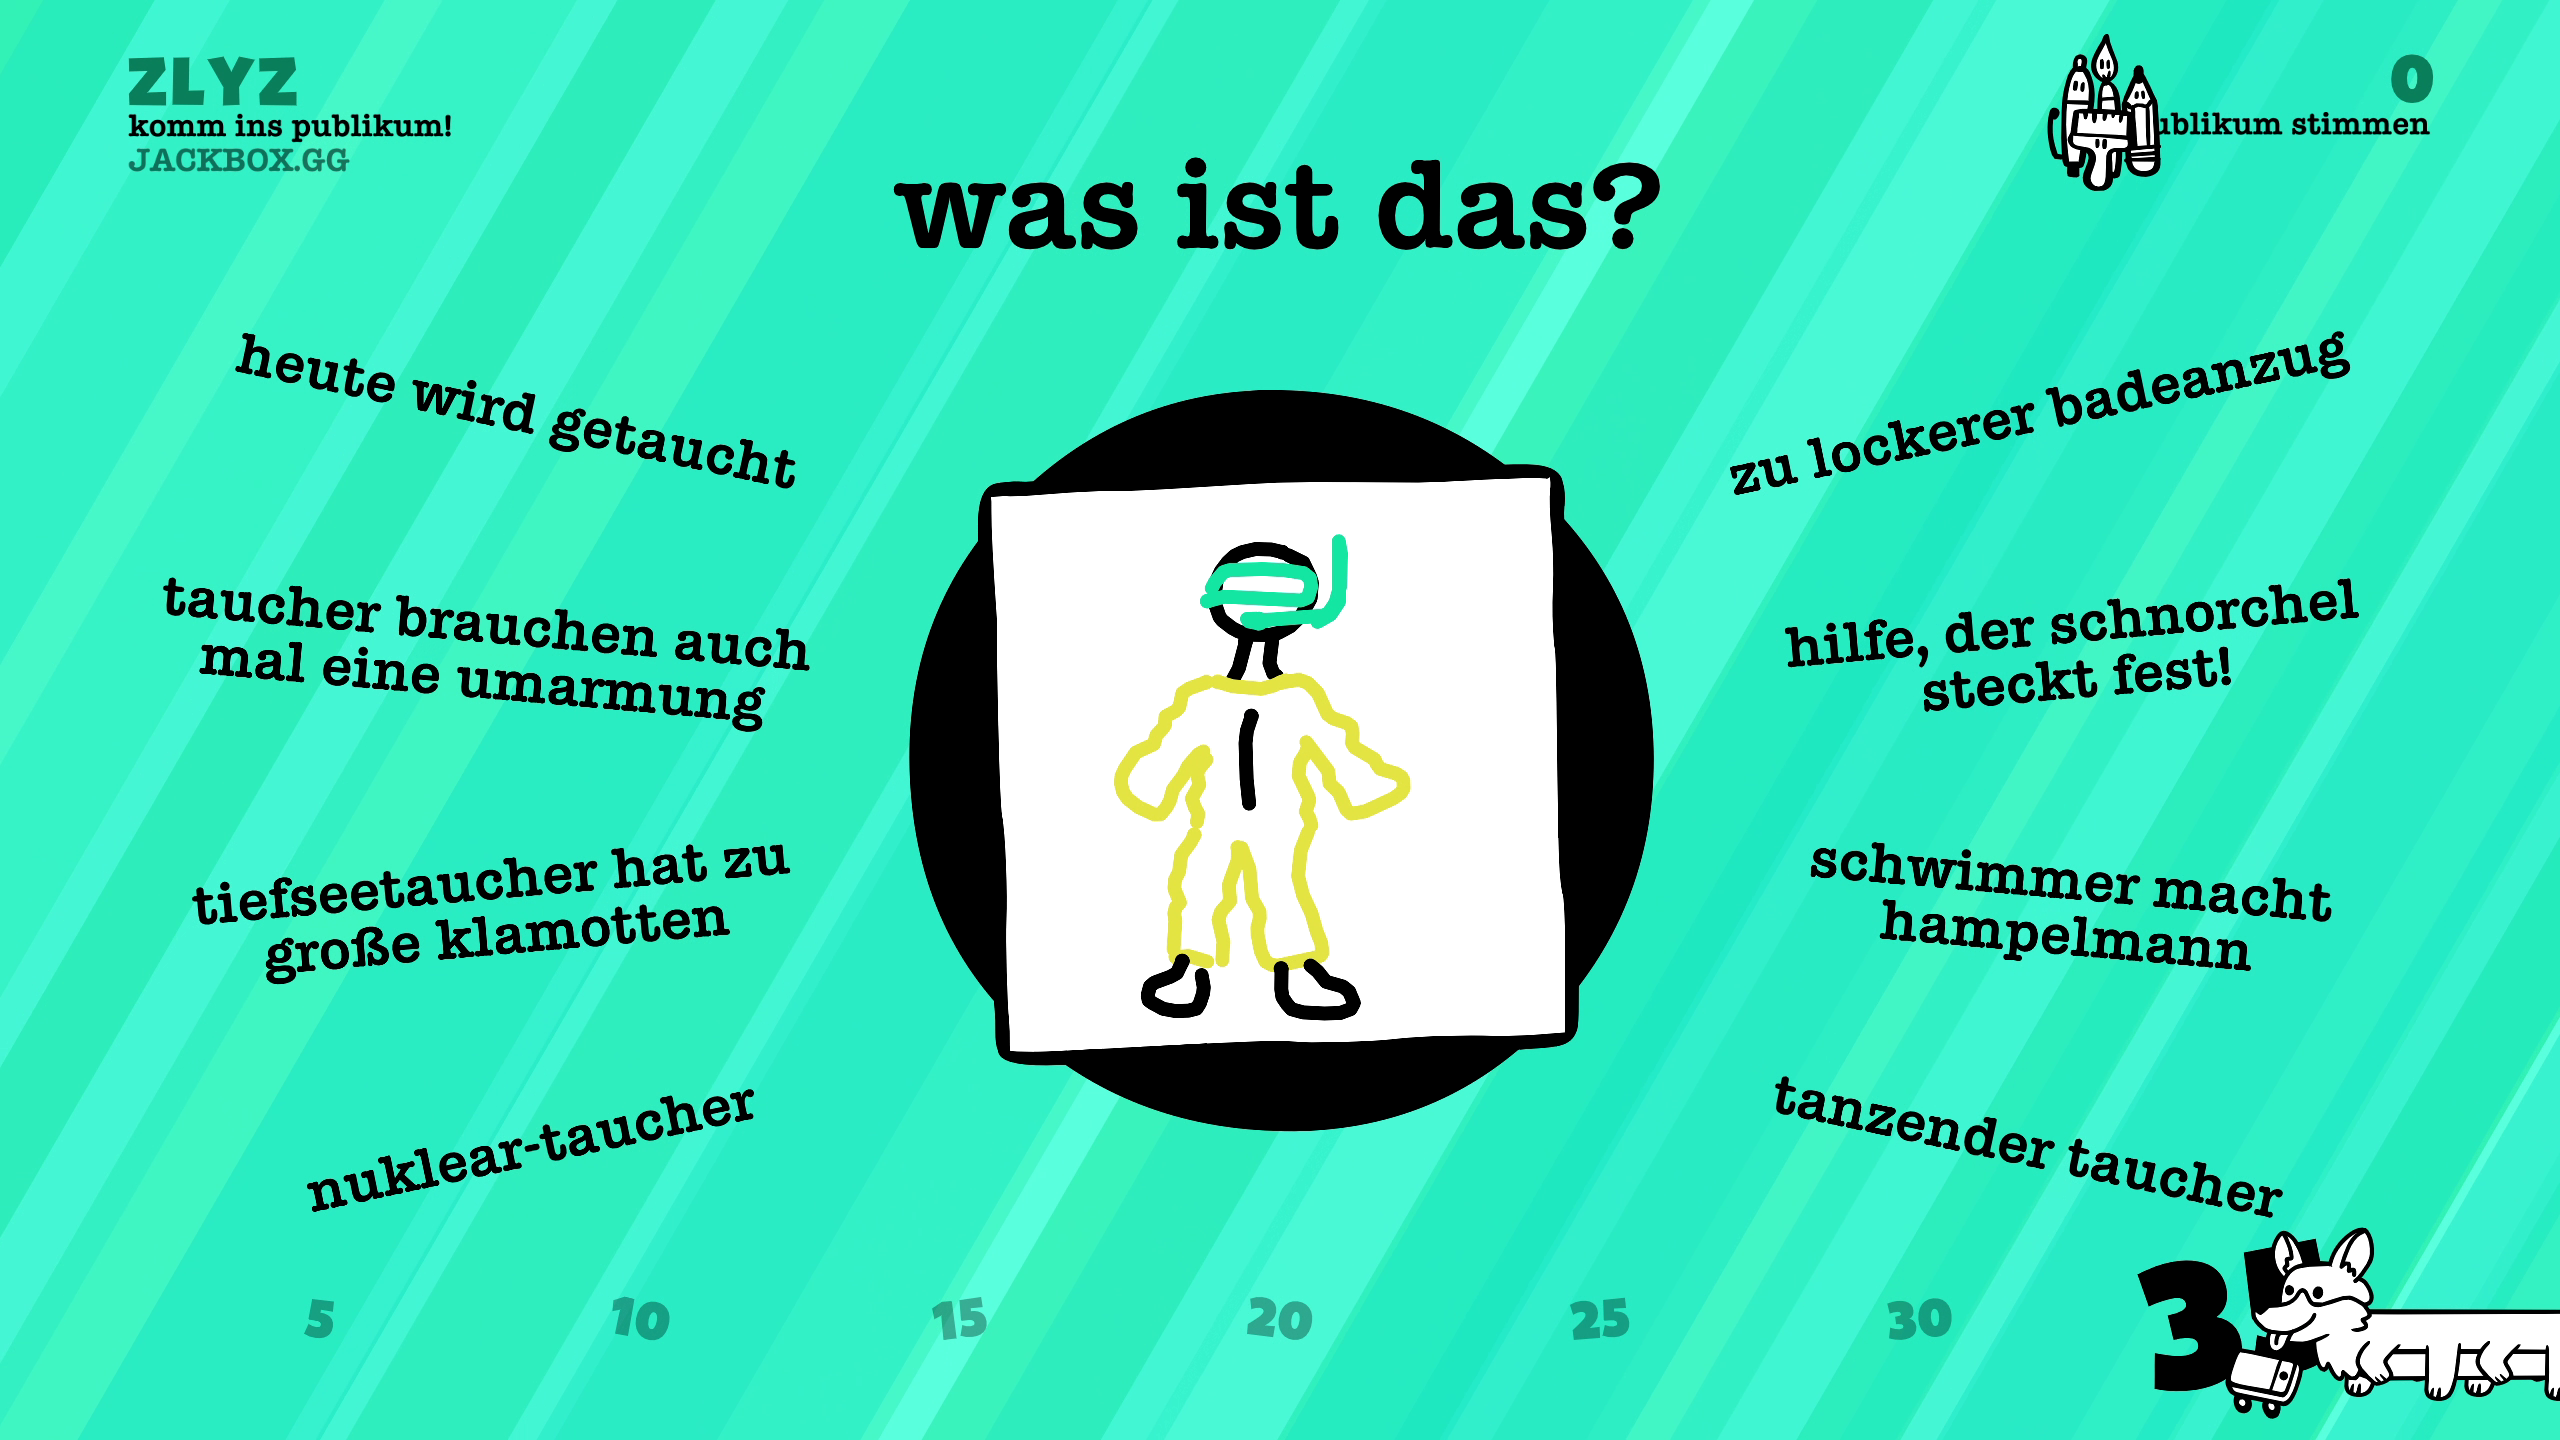 ZLYZ
komm ins publikum!
JACKBOX.GG
0
ublikum stimmen
was ist das?
heute wird getaucht
taucher brauchen auch
mal eine umarmung
tiefseetaucher hat zu
große klamotten
nuklear-taucher
zu lockerer badeanzug
hilfe, der schnorchel
steckt fest!
schwimmer macht
hampelmann
tanzender taucher
5
10
15
20
25
30
3